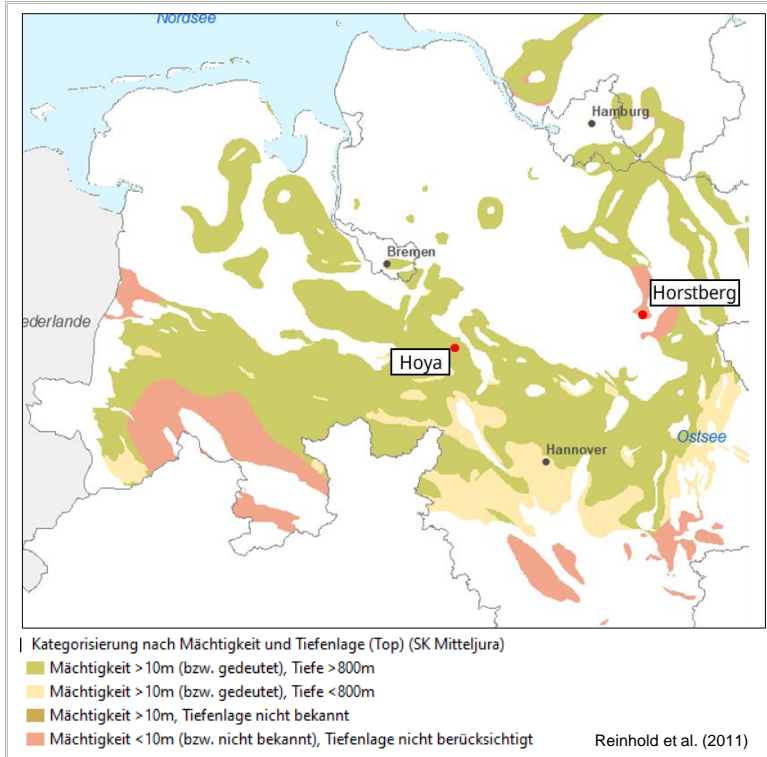 Nordsee
Hamburg
Bremen
Horstberg
ederlande
Hoya
Ostsee
Hannover
Kategorisierung nach Mächtigkeit und Tiefenlage (Top) (SK Mitteljura)
Mächtigkeit >10m (bzw. gedeutet), Tiefe >800m
Mächtigkeit >10m (bzw. gedeutet), Tiefe <800m
Mächtigkeit >10m, Tiefenlage nicht bekannt
Mächtigkeit <10m (bzw. nicht bekannt), Tiefenlage nicht berücksichtigt
Reinhold et al. (2011)